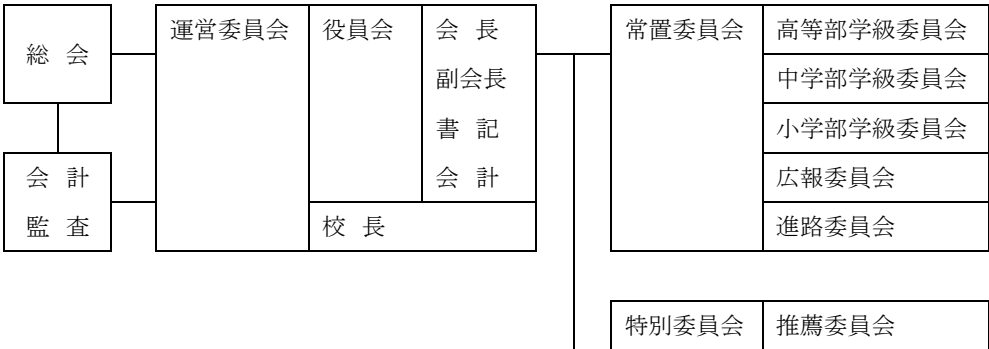 総 会
会 計
監 査
運営委員会
役員会
会 長
副会長
書 記
会 計
校 長
常置委員会
高等部学級委員会
中学部学級委員会
小学部学級委員会
広報委員会
進路委員会
特別委員会
推薦委員会